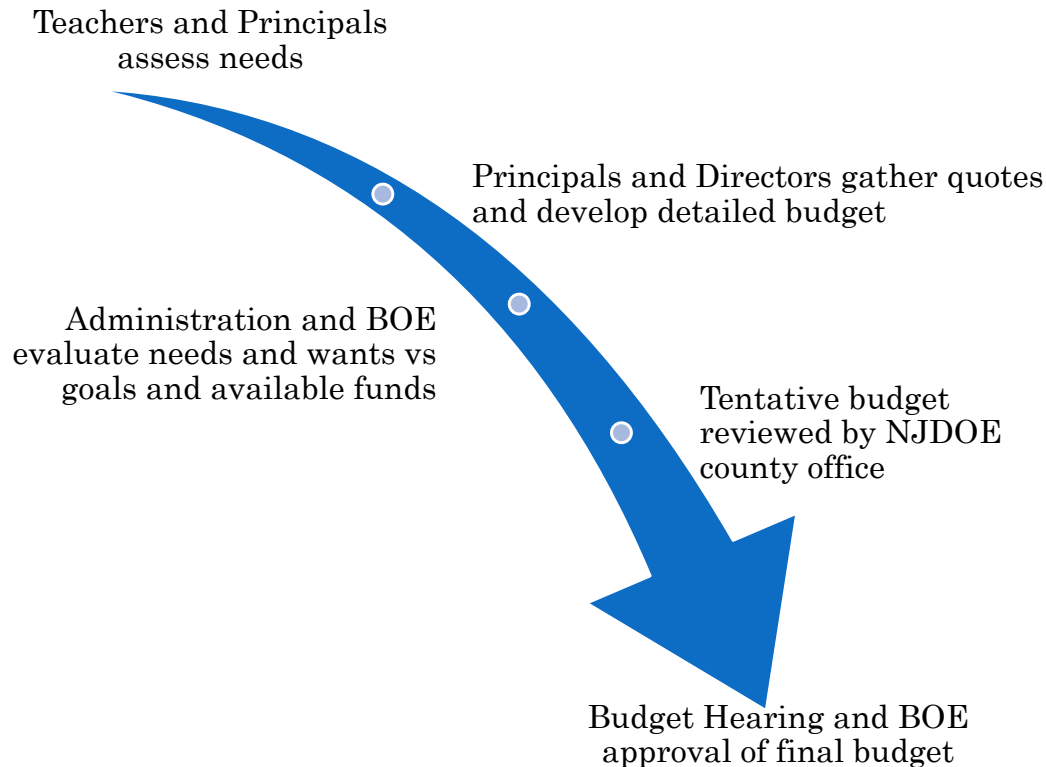 Teachers and Principals
assess needs
Principals and Directors gather quotes
and develop detailed budget
Administration and BOE
evaluate needs and wants vs
goals and available funds
Tentative budget
reviewed by NJDOE
county office
Budget Hearing and BOE
approval of final budget